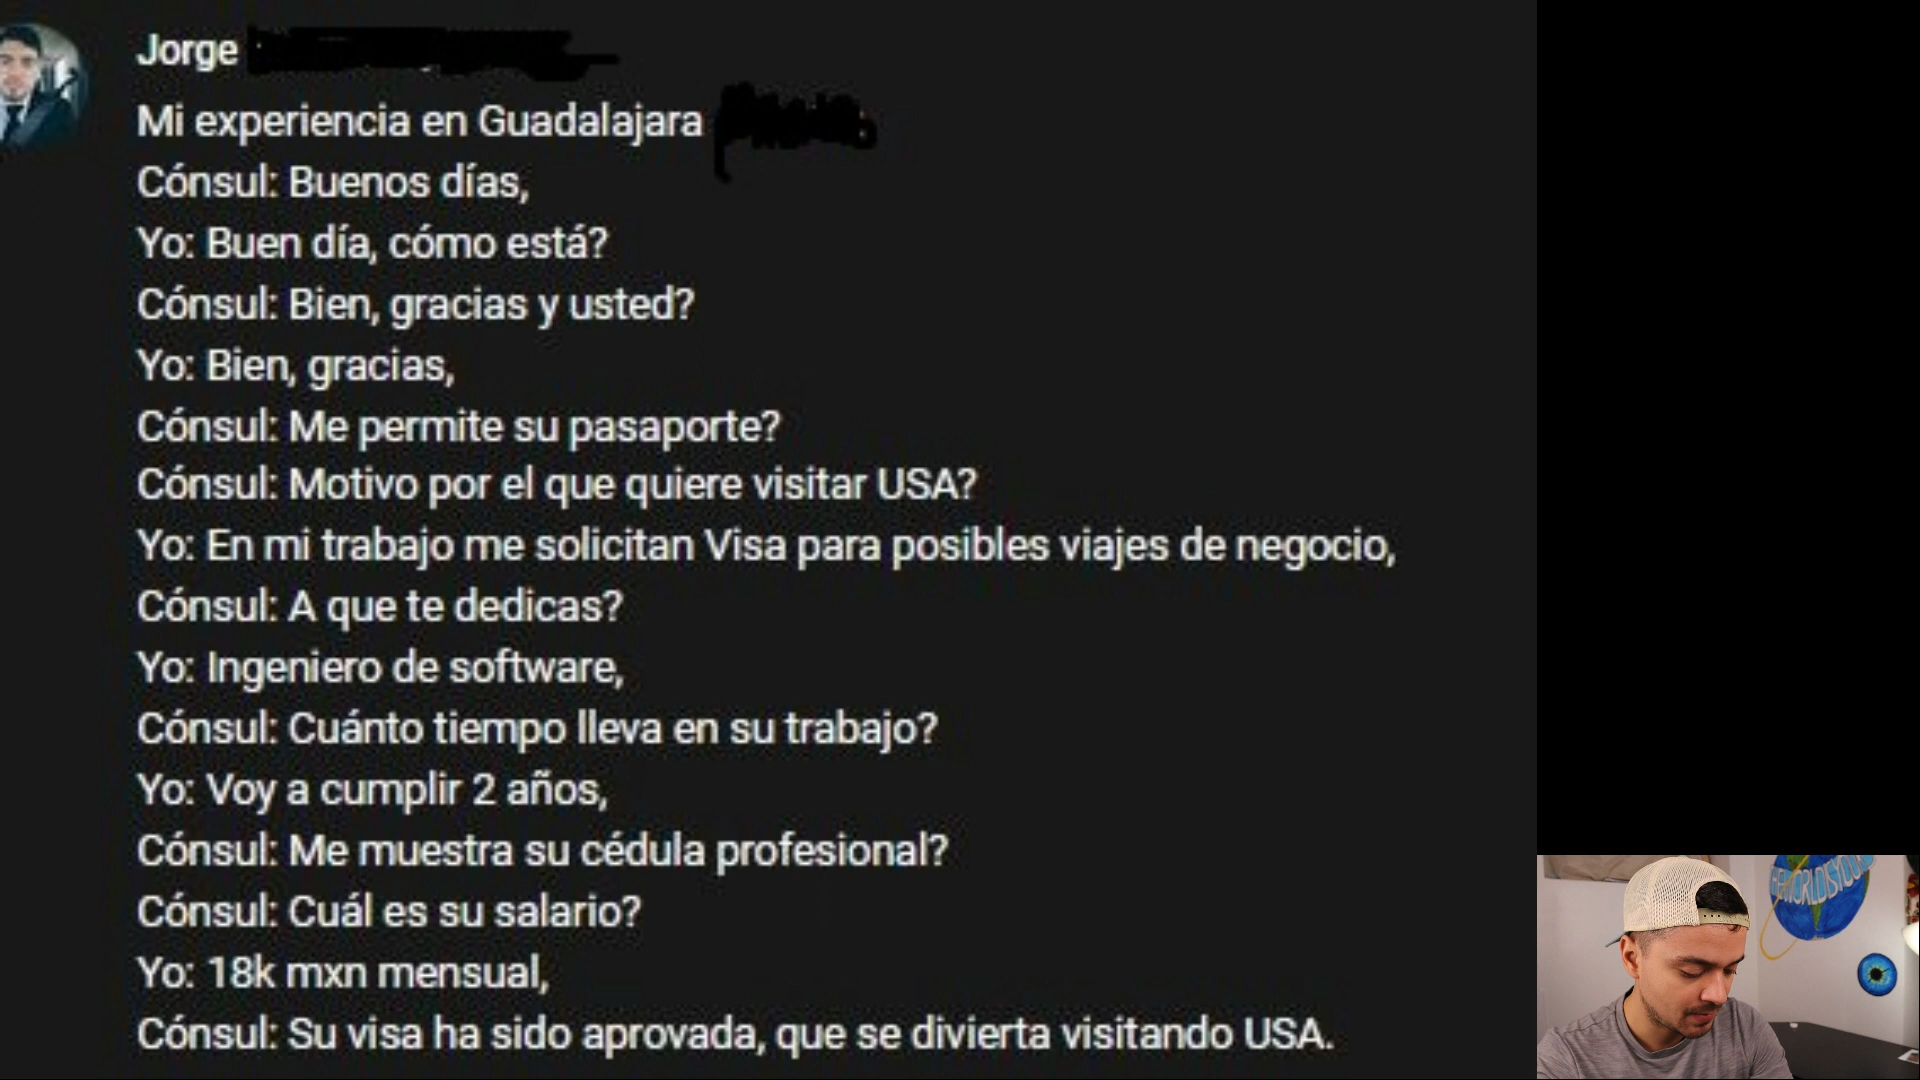 Jorge
Mi experiencia en Guadalajara
Cónsul: Buenos días,
Yo: Buen día, cómo está?
Cónsul: Bien, gracias y usted?
Yo: Bien, gracias,
Cónsul: Me permite su pasaporte?
Cónsul: Motivo por el que quiere visitar USA?
Yo: En mi trabajo me solicitan Visa para posibles viajes de negocio,
Cónsul: A que te dedicas?
Yo: Ingeniero de software,
Cónsul: Cuánto tiempo lleva en su trabajo?
Yo: Voy a cumplir 2 años,
Cónsul: Me muestra su cédula profesional?
Cónsul: Cuál es su salario?
Yo: 18k mxn mensual,
Cónsul: Su visa ha sido aprovada, que se divierta visitando USA.